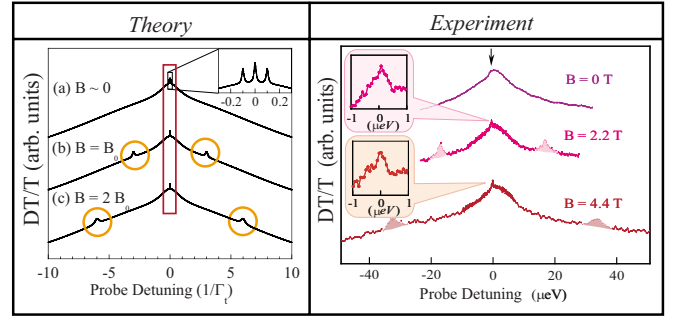 Theory
Experiment
DT/T (arb. units)
(a) B ~ 0
(b) B = B₀
(c) B = 2 B₀
-0.2 0 0.2
-10 -5 0 5 10
Probe Detuning (1/Γt)
DT/T (arb. units)
-1 0 1
(μeV)
-1 0 1
(μeV)
B = 0 T
B = 2.2 T
B = 4.4 T
-40 -20 0 20 40
Probe Detuning (μeV)